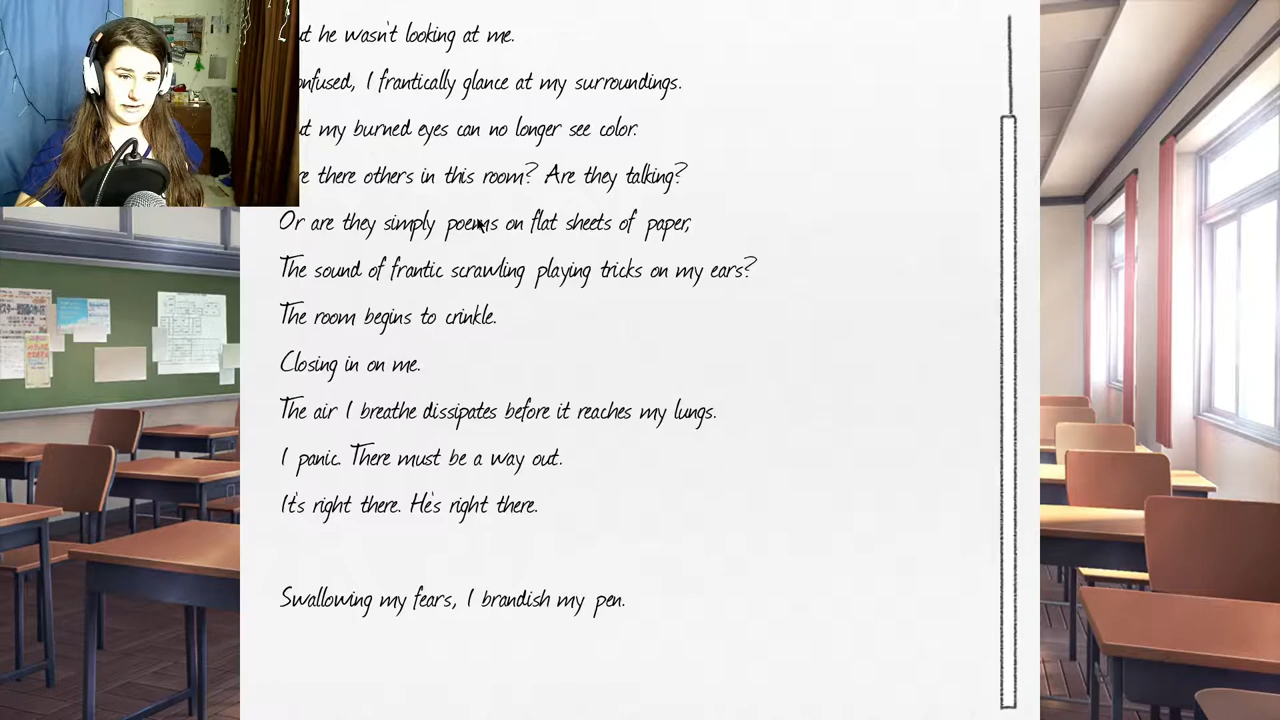 he wasn't looking at me.
I frantically glance at my surroundings.
my burned eyes can no longer see color.
there others in this room? Are they talking?
Or are they simply poems on flat sheets of paper,
The sound of frantic scrawling playing tricks on my ears?
The room begins to crinkle.
Closing in on me.
The air I breathe dissipates before it reaches my lungs.
I panic. There must be a way out.
It's right there. He's right there.
Swallowing my fears, I brandish my pen.